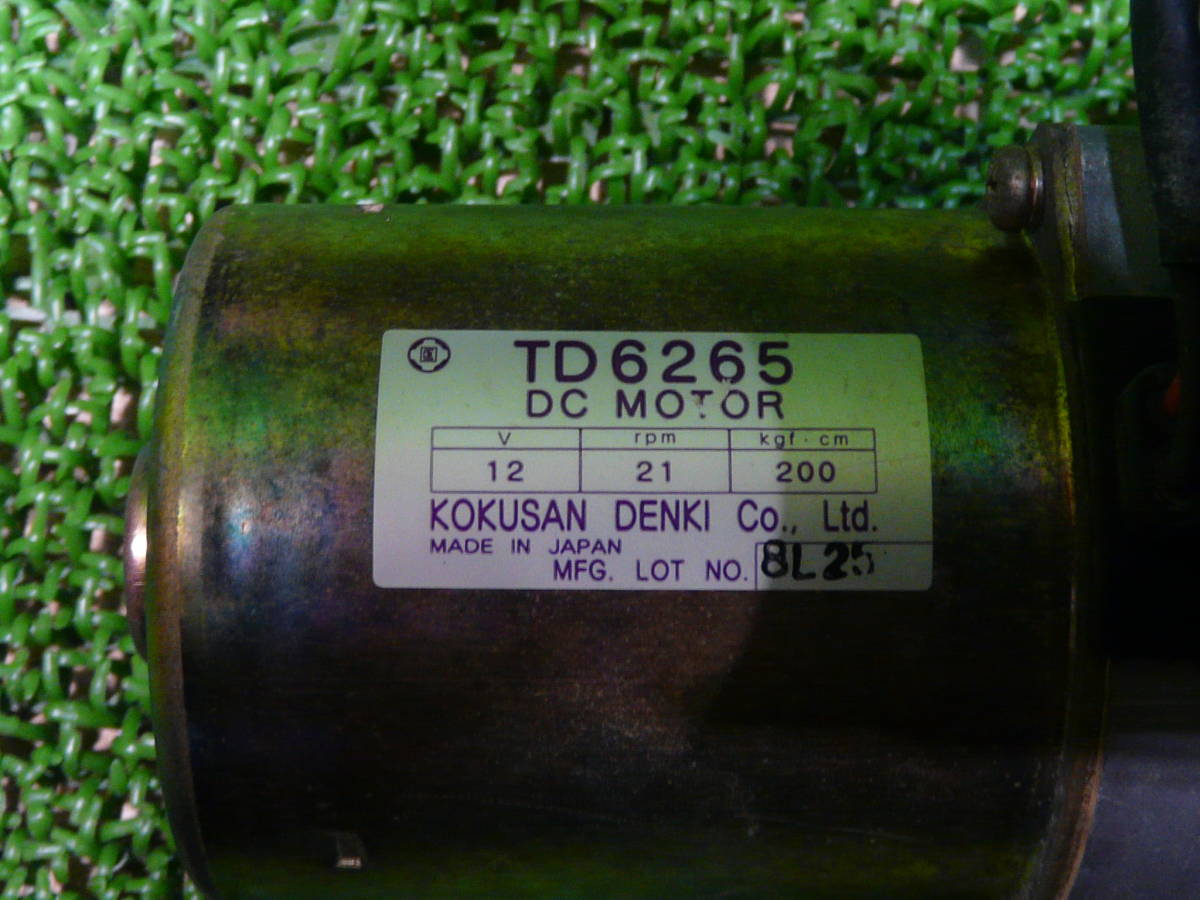 TD6265
DC MOTOR
V rpm kgf·cm
12 21 200
KOKUSAN DENKI Co., Ltd.
MADE IN JAPAN
MFG. LOT NO. 8L25